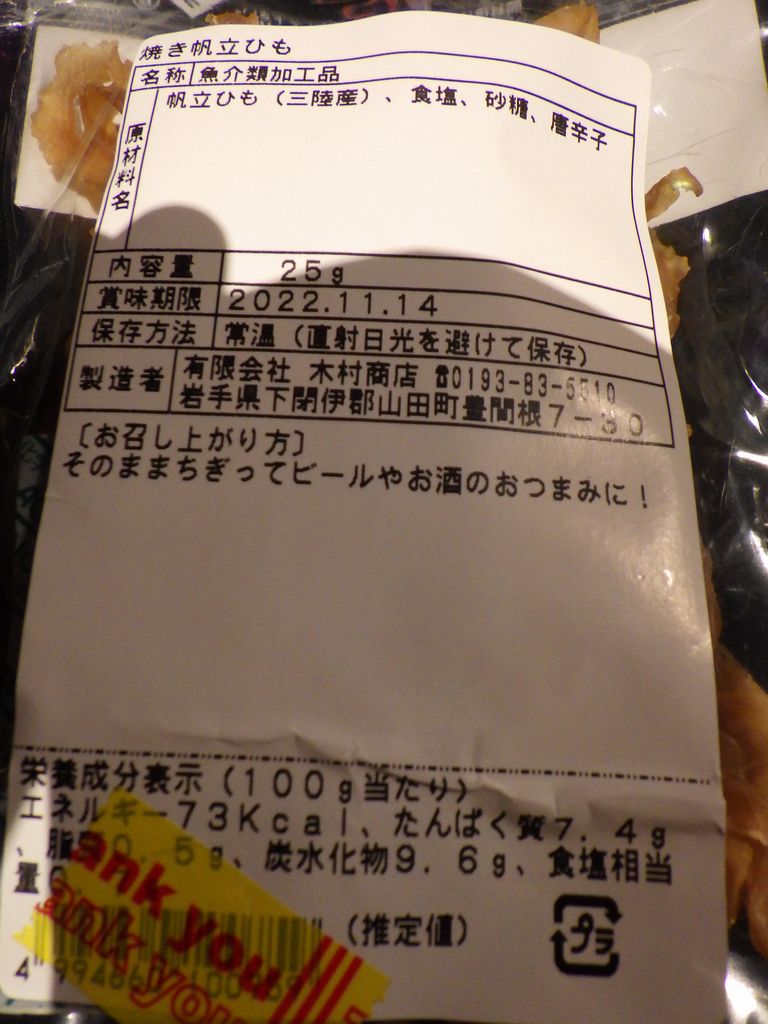 焼き帆立ひも
名称 魚介類加工品
原材料名 帆立ひも（三陸産）、食塩、砂糖、唐辛子
内容量 25g
賞味期限 2022.11.14
保存方法 常温（直射日光を避けて保存）
製造者 有限会社 木村商店 ☎0193-83-5510
岩手県下閉伊郡山田町豊間根7-80
〔お召し上がり方〕
そのままちぎってビールやお酒のおつまみに！
栄養成分表示（100g当たり）
エネルギー73Kcal、たんぱく質7.4g
、脂 0.5g、炭水化物9.6g、食塩相当
量
（推定値）
プラ
ank you
ank you